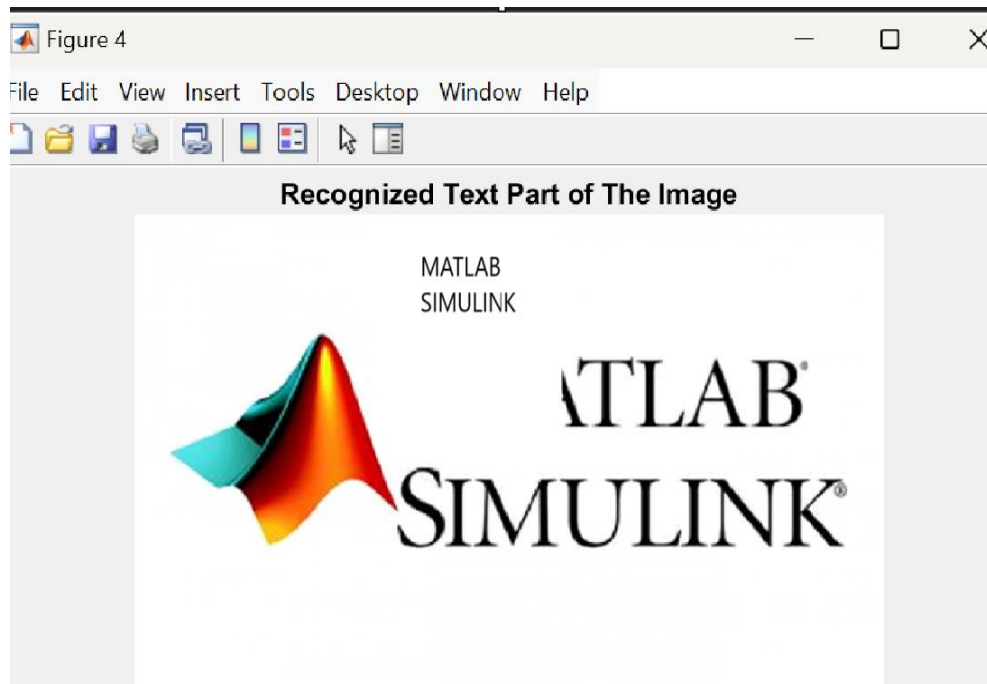 Figure 4
File Edit View Insert Tools Desktop Window Help
Recognized Text Part of The Image
MATLAB
SIMULINK
ATLAB®
SIMULINK®